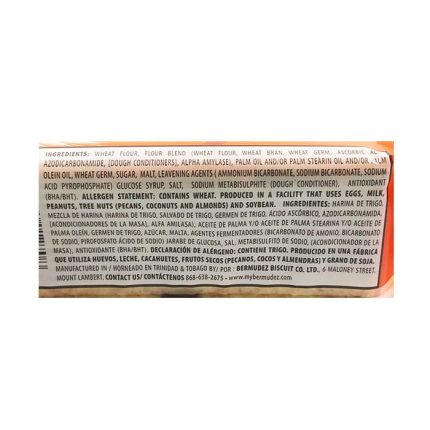 INGREDIENTS: WHEAT FLOUR, FLOUR BLEND (WHEAT FLOUR, WHEAT BRAN, WHEAT GERM, ASCORBIC
AZODICARBONAMIDE, [DOUGH CONDITIONERS), ALPHA AMYLASE), PALM OIL AND/OR PALM STEARIN OIL AND/OR PALM
OLEIN OIL, WHEAT GERM, SUGAR, MALT, LEAVENING AGENTS (AMMONIUM BICARBONATE, SODIUM BICARBONATE, SODIUM
ACID PYROPHOSPHATE) GLUCOSE SYRUP, SALT, SODIUM METABISULPHITE (DOUGH CONDITIONER), ANTIOXIDANT
(BHA/BHT). ALLERGEN STATEMENT: CONTAINS WHEAT. PRODUCED IN A FACILITY THAT USES EGGS, MILK,
PEANUTS, TREE NUTS (PECANS, COCONUTS AND ALMONDS) AND SOYBEAN. INGREDIENTES: HARINA DE TRIGO,
MEZCLA DE HARINA (HARINA DE TRIGO, SALVADO DE TRIGO, GERMEN DE TRIGO, ÁCIDO ASCÓRBICO, AZODICARBONAMIDA,
(ACONDICIONADORES DE LA MASA), ALFA AMILASA), ACEITE DE PALMA Y/O ACEITE DE PALMA STEARINA Y/O ACEITE DE
PALMA OLEÍN, GERMEN DE TRIGO, AZÚCAR, MALTA, AGENTES FERMENTADORES (BICARBONATO DE AMONIO, BICARBONATO
DE SODIO, PIROFOSFATO ÁCIDO DE SODIO) JARABE DE GLUCOSA, SAL, METABISULFITO DE SODIO, (ACONDICIONADOR DE LA
MASA), ANTIOXIDANTE (BHA/BHT). DECLARACIÓN DE ALÉRGENO: CONTIENE TRIGO. PRODUCIDO EN UNA FÁBRICA
QUE UTILIZA HUEVOS, LECHE, CACAHUETES, FRUTOS SECOS (PECANOS, COCOS Y ALMENDRAS) Y GRANO DE SOJA.
MANUFACTURED IN / HORNEADO EN TRINIDAD & TOBAGO BY/ POR : BERMUDEZ BISCUIT CO. LTD., 6 MALONEY STREET,
MOUNT LAMBERT. CONTACT US/ CONTÁCTENOS 868-638-2675 - www.mybermudez.com